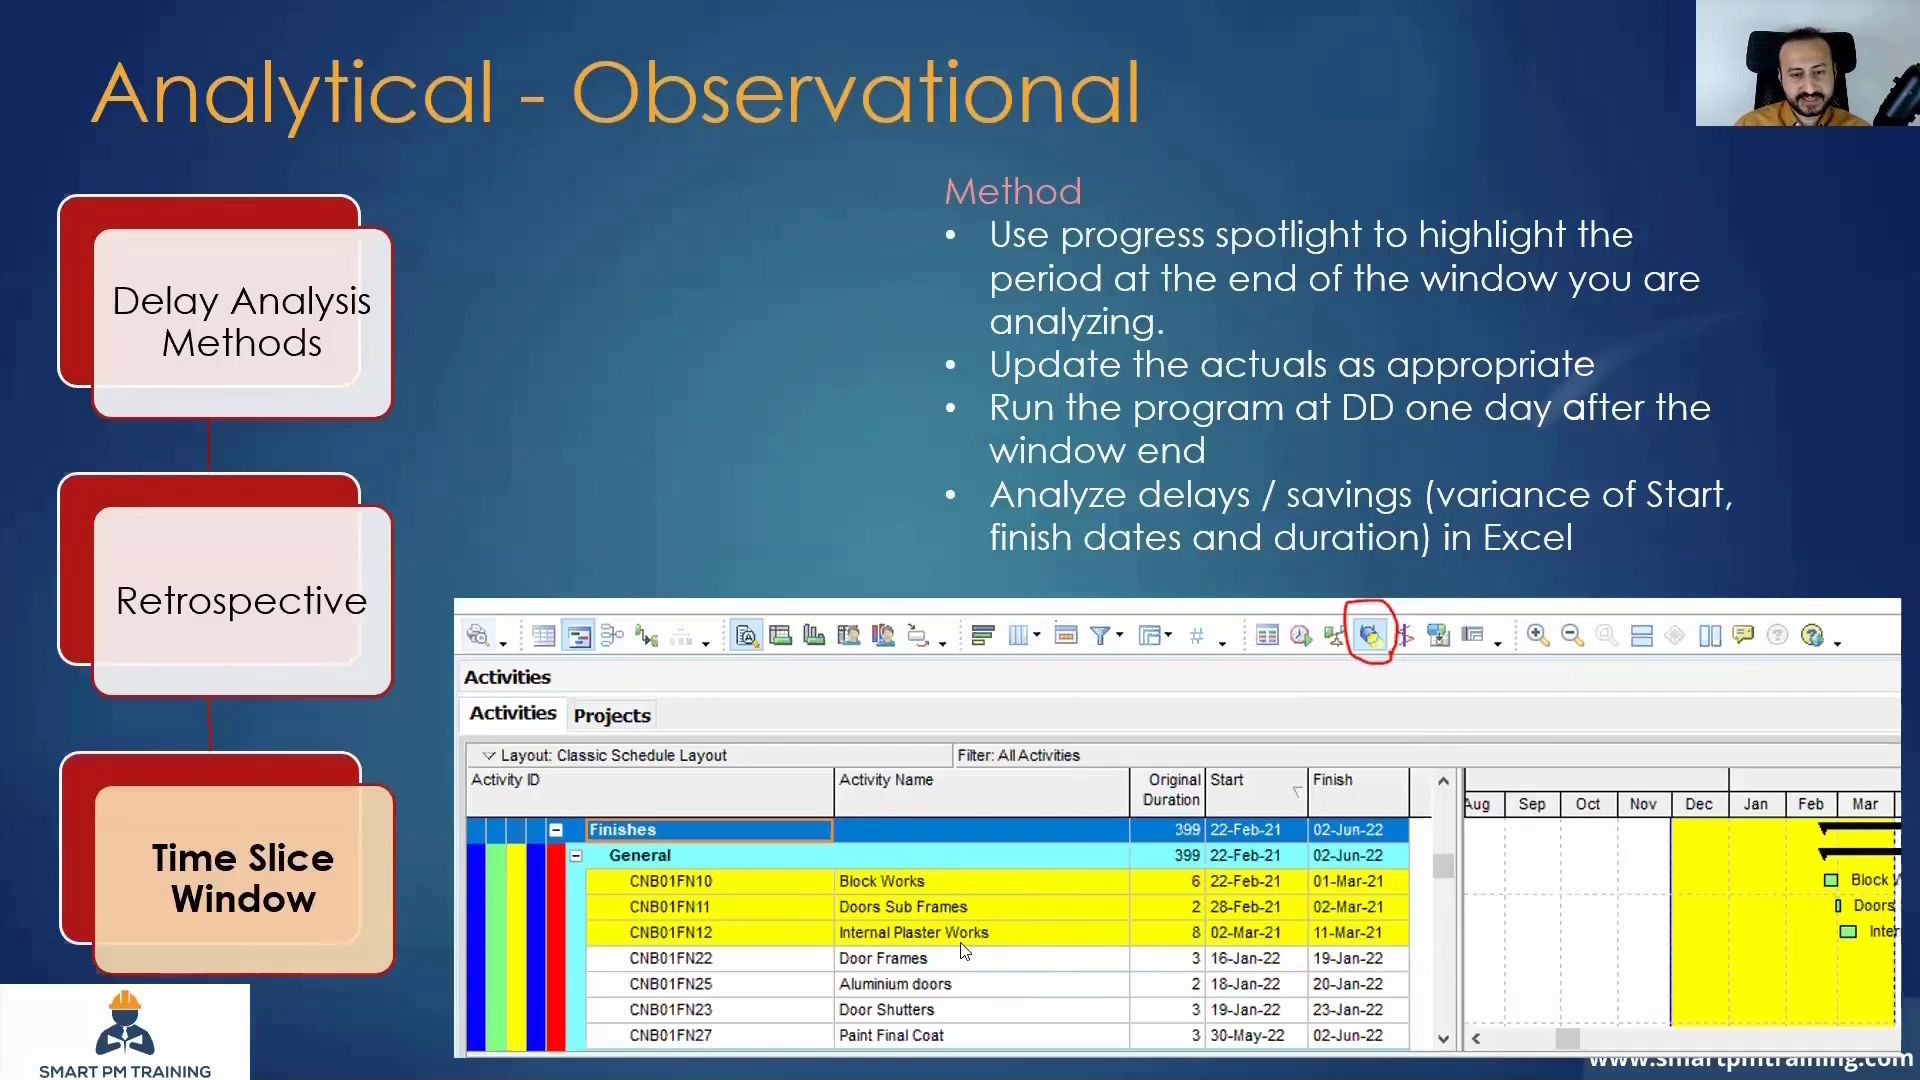 Analytical - Observational
Delay Analysis
Methods
Retrospective
Time Slice
Window
Method
• Use progress spotlight to highlight the
period at the end of the window you are
analyzing.
• Update the actuals as appropriate
• Run the program at DD one day after the
window end
• Analyze delays / savings (variance of Start,
finish dates and duration) in Excel
Activities
Activities Projects
Layout: Classic Schedule Layout Filter: All Activities
Activity ID Activity Name Original Duration Start Finish
Aug Sep Oct Nov Dec Jan Feb Mar
Finishes 399 22-Feb-21 02-Jun-22
General 399 22-Feb-21 02-Jun-22
CNB01FN10 Block Works 6 22-Feb-21 01-Mar-21 Block
CNB01FN11 Doors Sub Frames 2 28-Feb-21 02-Mar-21 Doors
CNB01FN12 Internal Plaster Works 8 02-Mar-21 11-Mar-21 Inter
CNB01FN22 Door Frames 3 16-Jan-22 19-Jan-22
CNB01FN25 Aluminium doors 2 18-Jan-22 20-Jan-22
CNB01FN23 Door Shutters 3 19-Jan-22 23-Jan-22
CNB01FN27 Paint Final Coat 3 30-May-22 02-Jun-22
SMART PM TRAINING
www.smartpmtraining.com